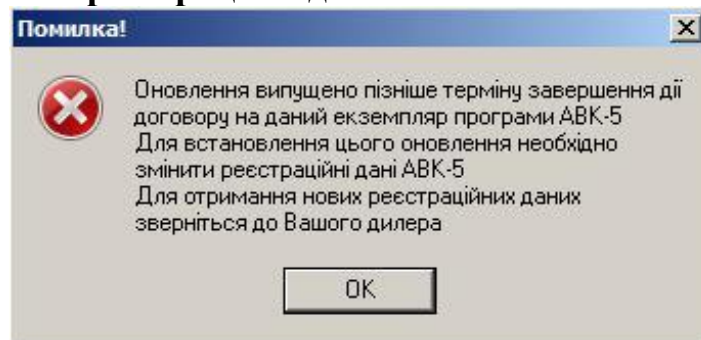 Помилка!
Оновлення випущено пізніше терміну завершення дії
договору на даний екземпляр програми АВК-5
Для встановлення цього оновлення необхідно
змінити реєстраційні дані АВК-5
Для отримання нових реєстраційних даних
зверніться до Вашого дилера
OK